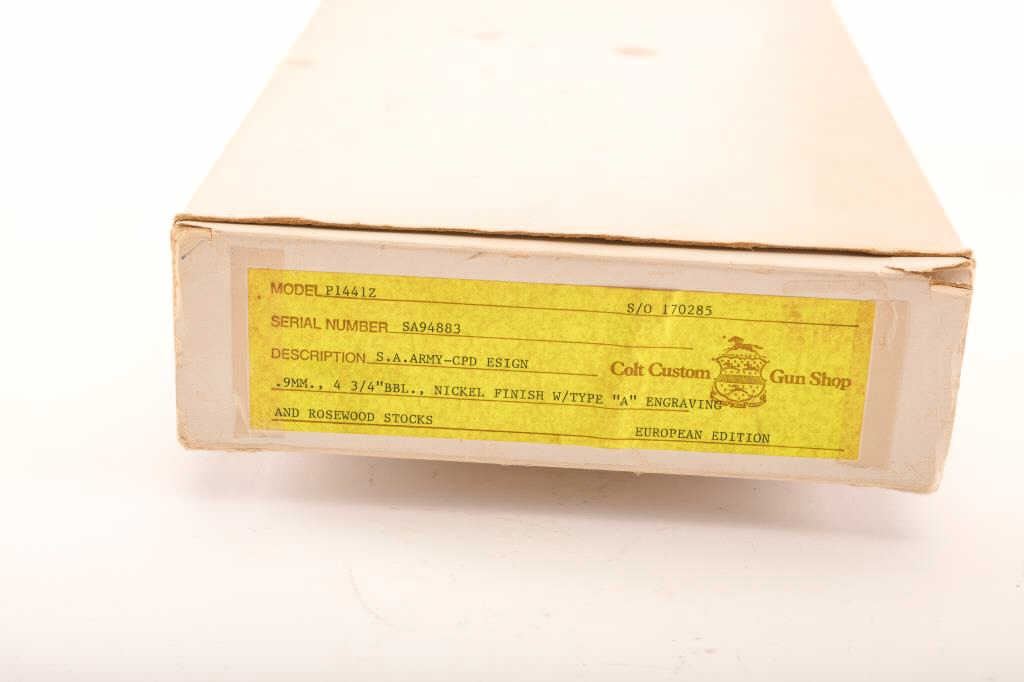 MODEL P1441Z S/O 170285
SERIAL NUMBER SA94883
DESCRIPTION S.A.ARMY-CPD ESIGN
Colt Custom Gun Shop
.9MM., 4 3/4"BBL., NICKEL FINISH W/TYPE "A" ENGRAVING
AND ROSEWOOD STOCKS EUROPEAN EDITION